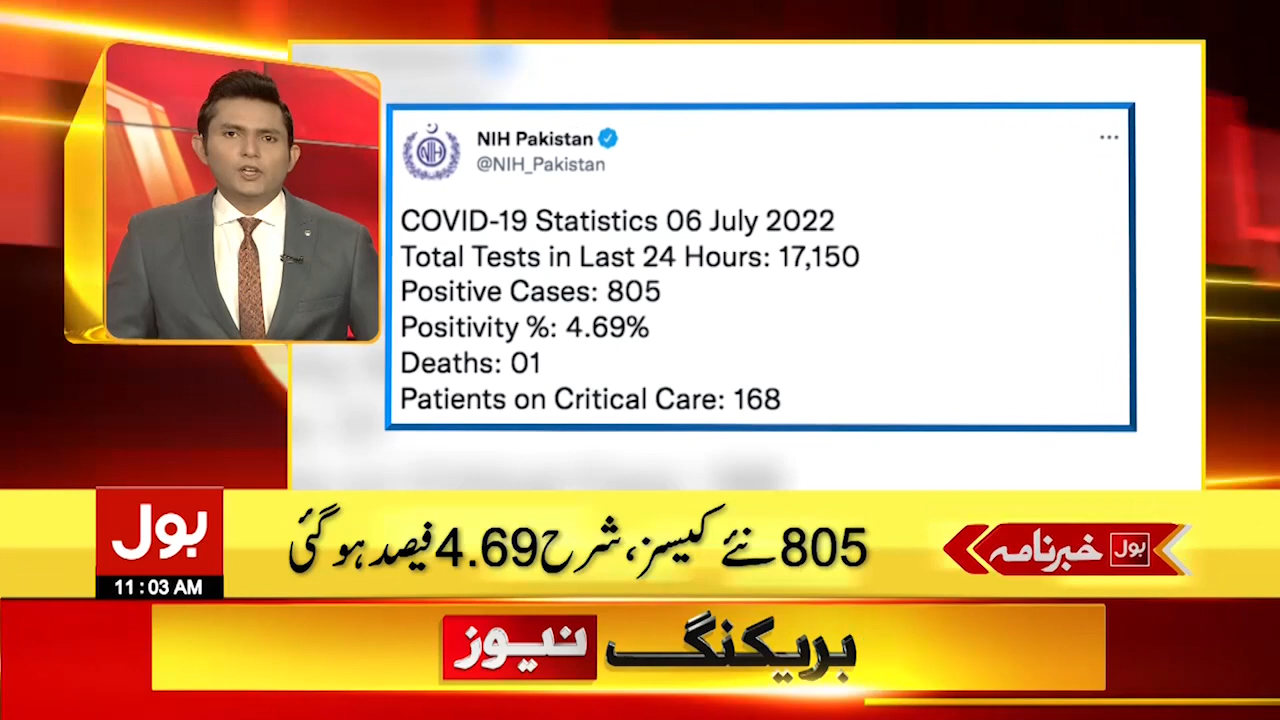 NIH
NIH Pakistan
@NIH_Pakistan
COVID-19 Statistics 06 July 2022
Total Tests in Last 24 Hours: 17,150
Positive Cases: 805
Positivity %: 4.69%
Deaths: 01
Patients on Critical Care: 168
805 نئے کیسز، شرح 4.69 فیصد ہوگئی
بول خبرنامہ
بول
11:03 AM
بریکنگ نیوز